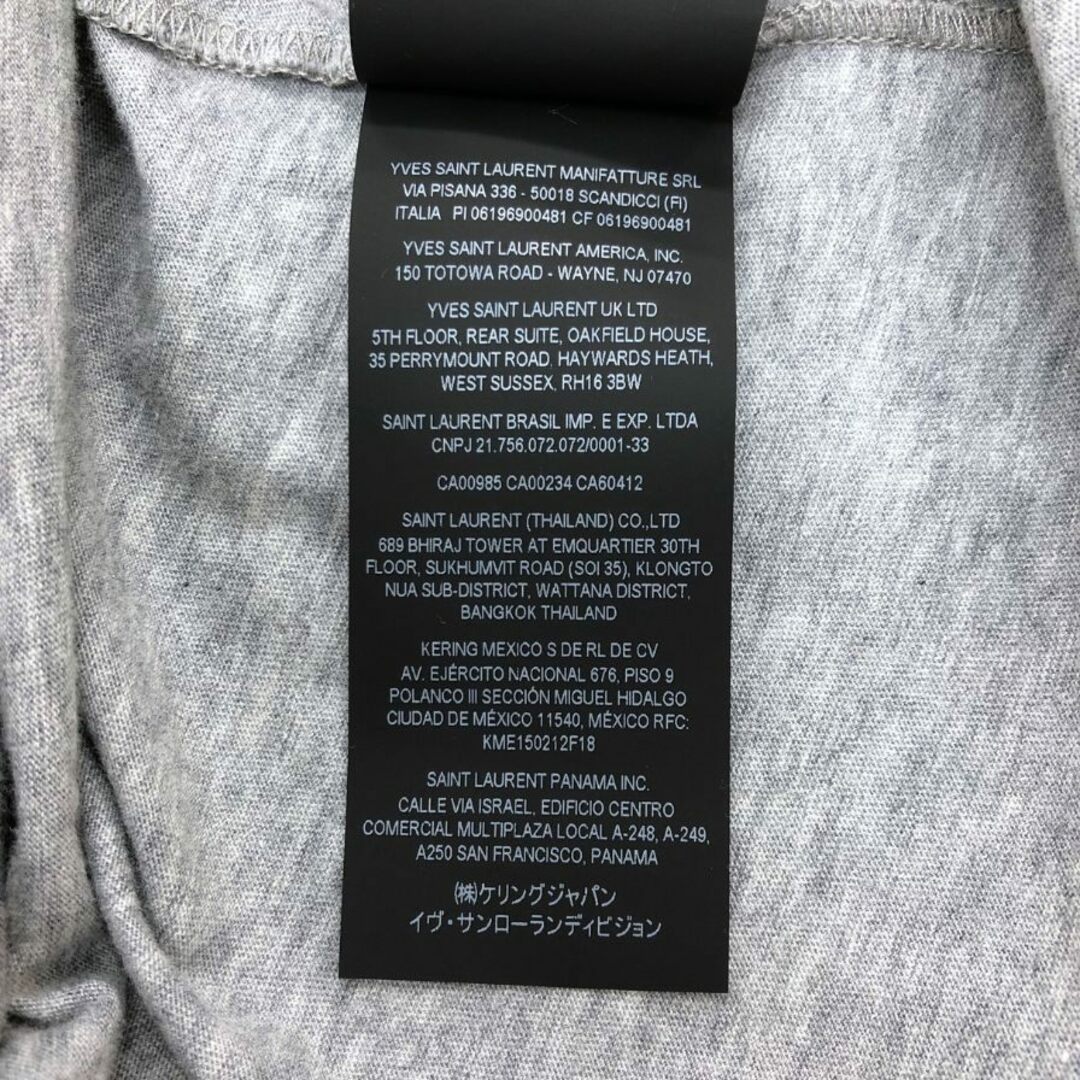 YVES SAINT LAURENT MANIFATTURE SRL
VIA PISANA 336 - 50018 SCANDICCI (FI)
ITALIA PI 06196900481 CF 06196900481
YVES SAINT LAURENT AMERICA, INC.
150 TOTOWA ROAD - WAYNE, NJ 07470
YVES SAINT LAURENT UK LTD
5TH FLOOR, REAR SUITE, OAKFIELD HOUSE,
35 PERRYMOUNT ROAD, HAYWARDS HEATH,
WEST SUSSEX, RH16 3BW
SAINT LAURENT BRASIL IMP. E EXP. LTDA
CNPJ 21.756.072.072/0001-33
CA00985 CA00234 CA60412
SAINT LAURENT (THAILAND) CO.,LTD
689 BHIRAJ TOWER AT EMQUARTIER 30TH
FLOOR, SUKHUMVIT ROAD (SOI 35), KLONGTO
NUA SUB-DISTRICT, WATTANA DISTRICT,
BANGKOK THAILAND
KERING MEXICO S DE RL DE CV
AV. EJÉRCITO NACIONAL 676, PISO 9
POLANCO III SECCIÓN MIGUEL HIDALGO
CIUDAD DE MÉXICO 11540, MÉXICO RFC:
KME150212F18
SAINT LAURENT PANAMA INC.
CALLE VIA ISRAEL, EDIFICIO CENTRO
COMERCIAL MULTIPLAZA LOCAL A-248, A-249,
A250 SAN FRANCISCO, PANAMA
(株)ケリングジャパン
イヴ・サンローランディビジョン